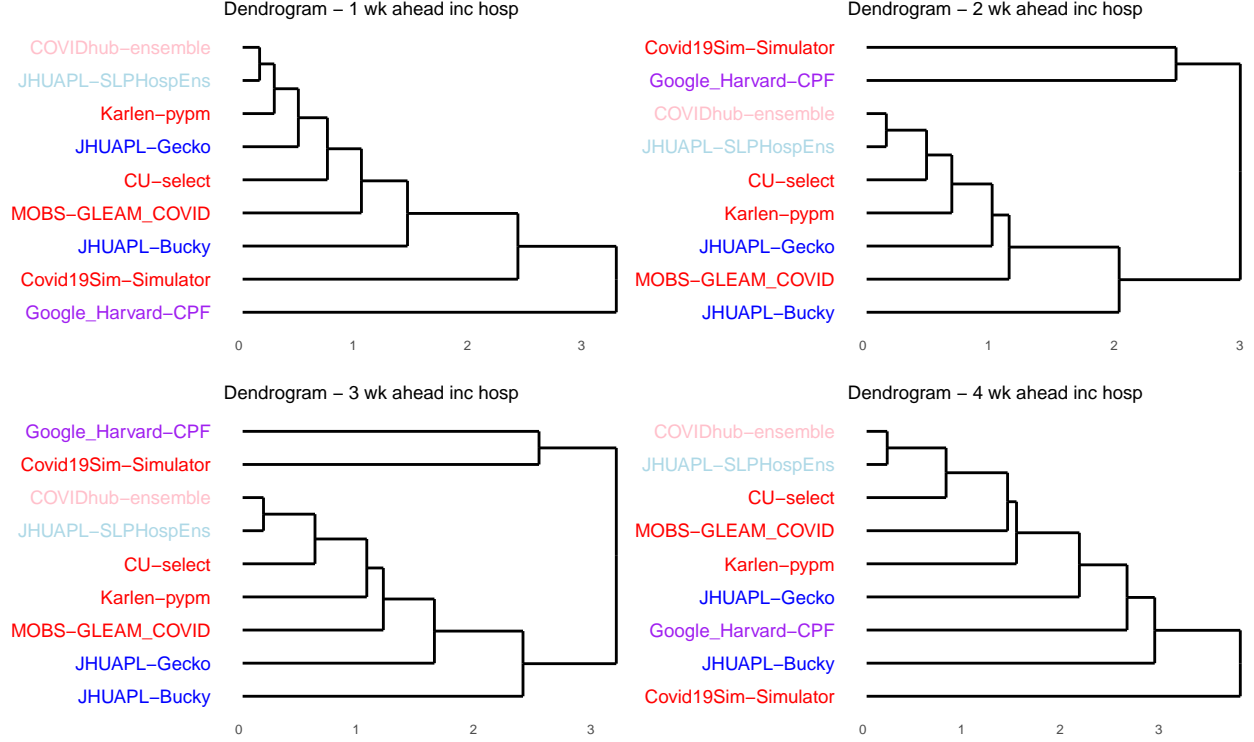 Dendrogram − 1 wk ahead inc hosp
COVIDhub−ensemble
JHUAPL−SLPHospEns
Karlen−pypm
JHUAPL−Gecko
CU−select
MOBS−GLEAM_COVID
JHUAPL−Bucky
Covid19Sim−Simulator
Google_Harvard−CPF
0 1 2 3
Dendrogram − 2 wk ahead inc hosp
Covid19Sim−Simulator
Google_Harvard−CPF
COVIDhub−ensemble
JHUAPL−SLPHospEns
CU−select
Karlen−pypm
JHUAPL−Gecko
MOBS−GLEAM_COVID
JHUAPL−Bucky
0 1 2 3
Dendrogram − 3 wk ahead inc hosp
Google_Harvard−CPF
Covid19Sim−Simulator
COVIDhub−ensemble
JHUAPL−SLPHospEns
CU−select
Karlen−pypm
MOBS−GLEAM_COVID
JHUAPL−Gecko
JHUAPL−Bucky
0 1 2 3
Dendrogram − 4 wk ahead inc hosp
COVIDhub−ensemble
JHUAPL−SLPHospEns
CU−select
MOBS−GLEAM_COVID
Karlen−pypm
JHUAPL−Gecko
Google_Harvard−CPF
JHUAPL−Bucky
Covid19Sim−Simulator
0 1 2 3